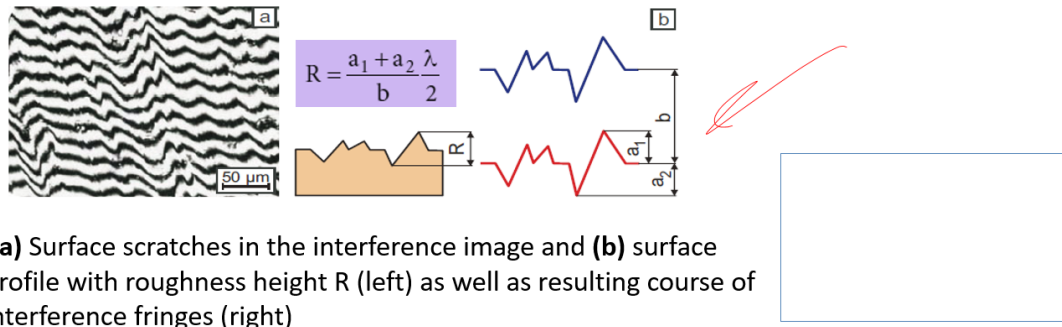 a
50 µm
R = a₁ + a₂ / b λ / 2
R
b
b
a₁
a₂
a) Surface scratches in the interference image and (b) surface
rofile with roughness height R (left) as well as resulting course of
nterference fringes (right)